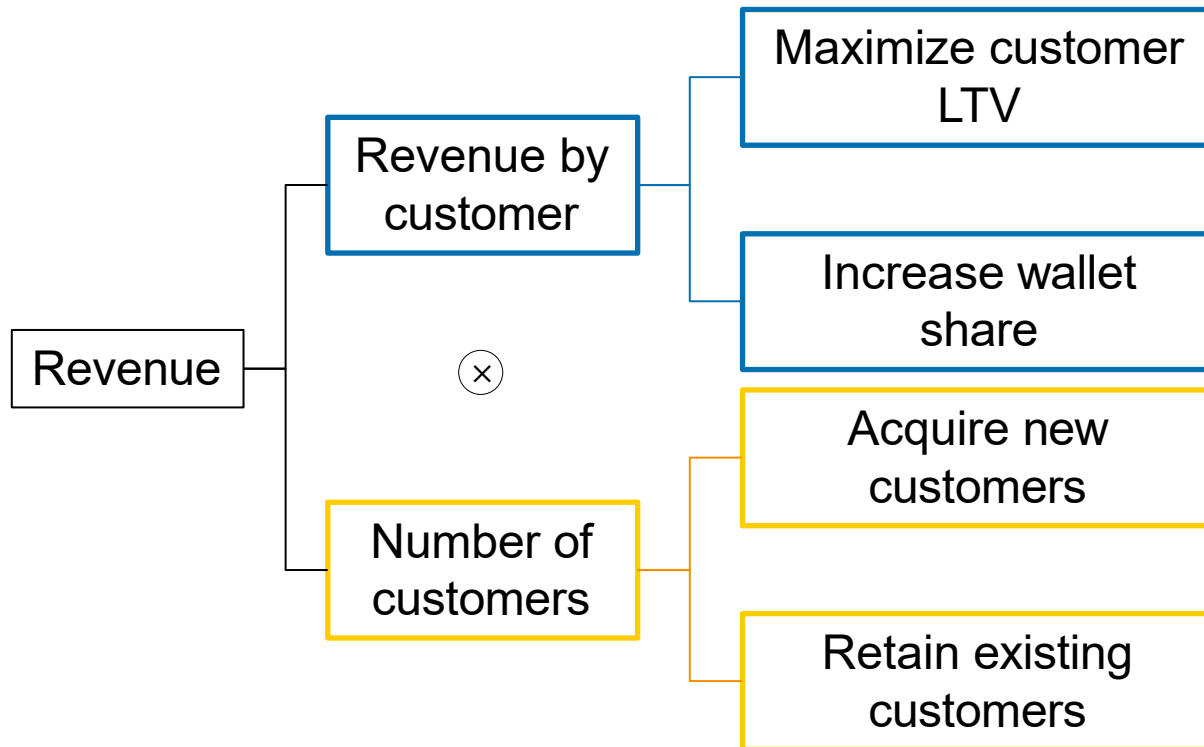 Maximize customer
LTV
Revenue by
customer
Increase wallet
share
Revenue
×
Acquire new
customers
Number of
customers
Retain existing
customers